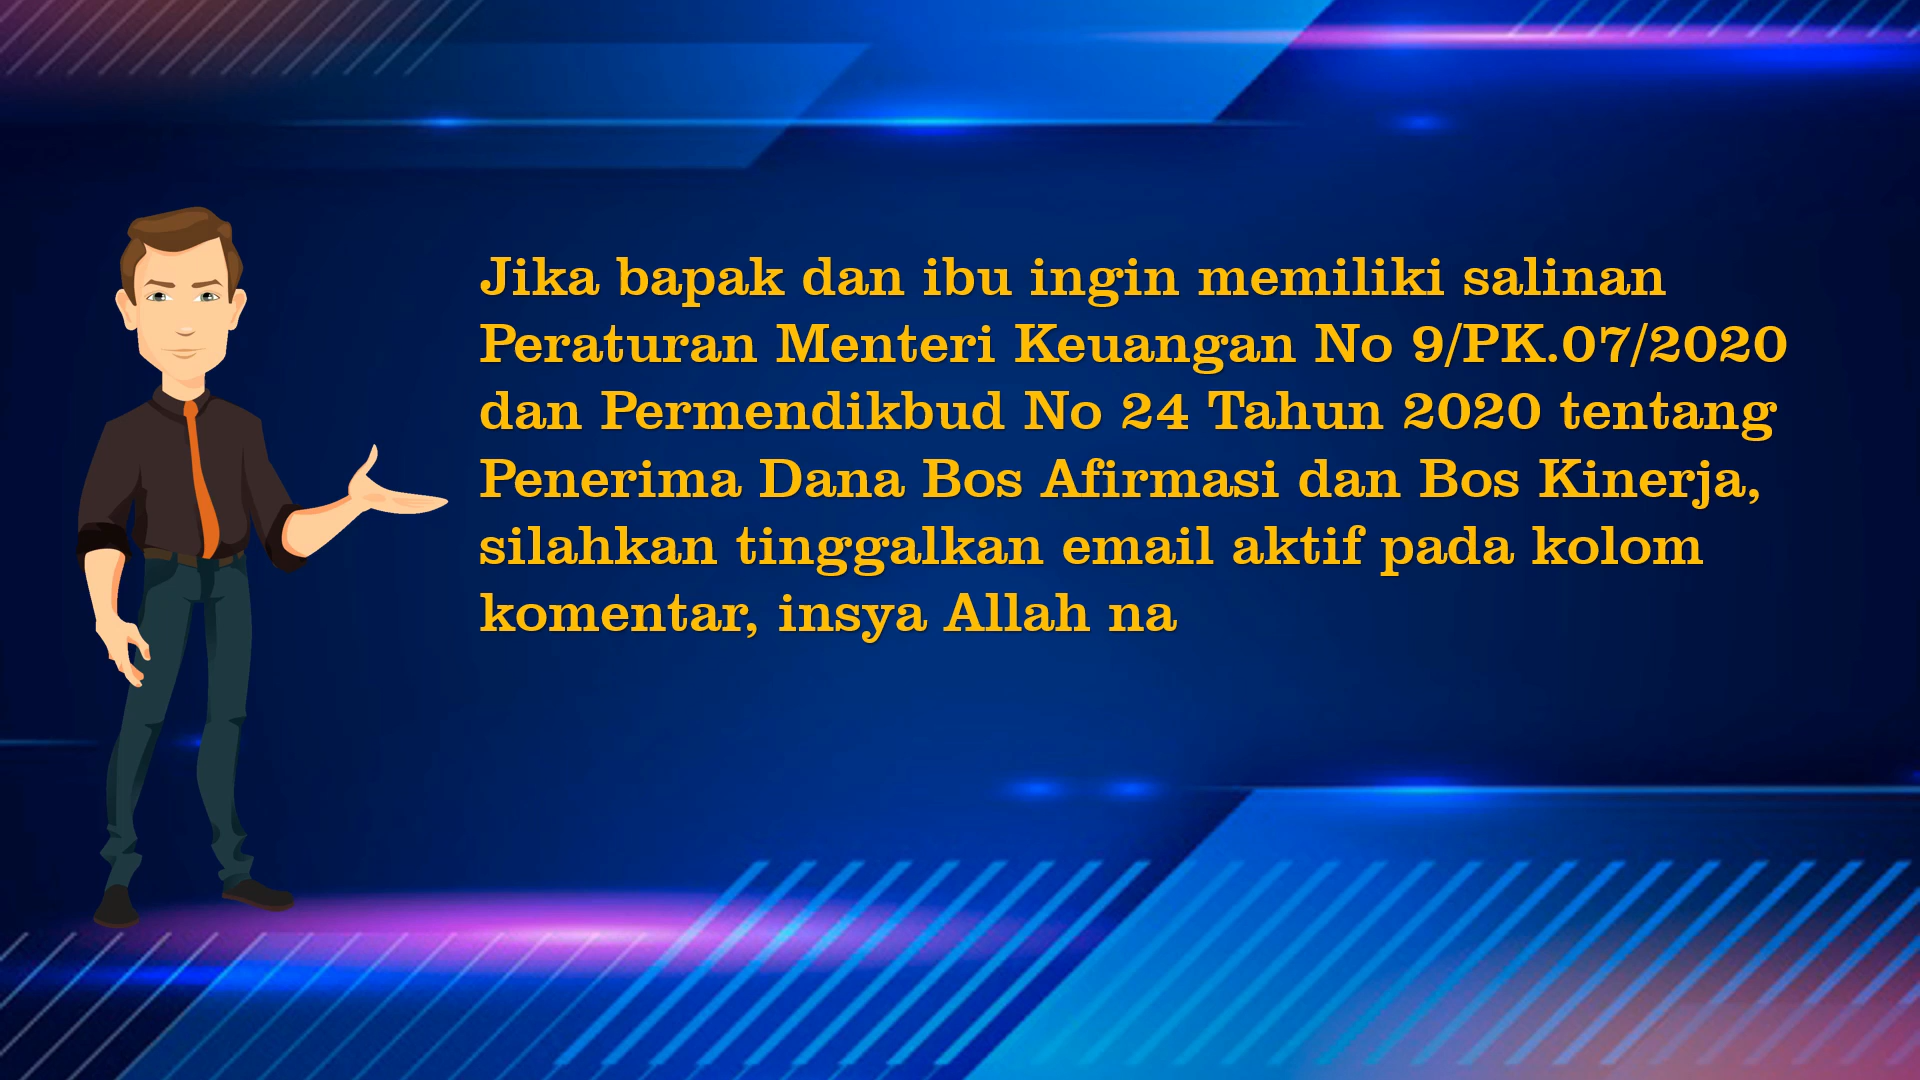 Jika bapak dan ibu ingin memiliki salinan
Peraturan Menteri Keuangan No 9/PK.07/2020
dan Permendikbud No 24 Tahun 2020 tentang
Penerima Dana Bos Afirmasi dan Bos Kinerja,
silahkan tinggalkan email aktif pada kolom
komentar, insya Allah na